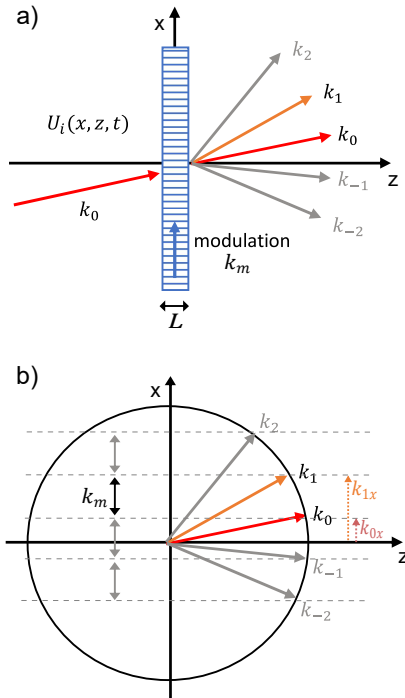 a)
x
k₂
k₁
Uᵢ(x, z, t)
k₀
z
k₋₁
k₀
k₋₂
modulation
kₘ
L
b)
x
k₂
k₁
k₁ₓ
kₘ
k₀
k₀ₓ
z
k₋₁
k₋₂